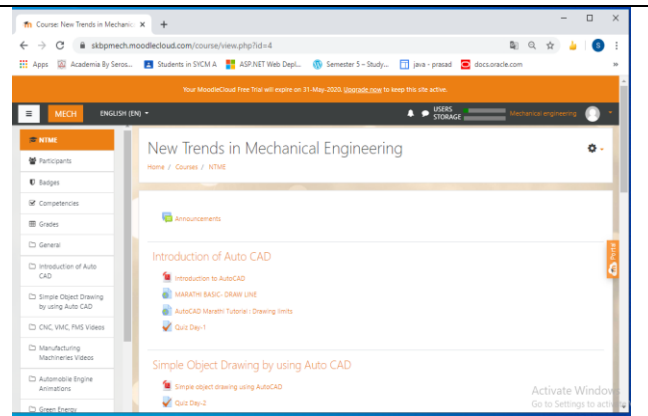 Course: New Trends in Mechanic
skbpmech.moodlecloud.com/course/view.php?id=4
S
Apps
Academia By Seros...
Students in SYCM A
ASP.NET Web Depl...
Semester 5 – Study...
java - prasad
docs.oracle.com
Your MoodleCloud Free Trial will expire on 31-May-2020. Upgrade now to keep this site active.
MECH
ENGLISH (EN)
USERS
STORAGE
Mechanical engineering
NTME
Participants
Badges
Competencies
Grades
General
Introduction of Auto
CAD
Simple Object Drawing
by using Auto CAD
CNC, VMC, FMS Videos
Manufacturing
Machineries Videos
Automobile Engine
Animations
Green Energy
New Trends in Mechanical Engineering
Home / Courses / NTME
Announcements
Introduction of Auto CAD
Introduction to AutoCAD
MARATHI BASIC- DRAW LINE
AutoCAD Marathi Tutorial : Drawing limits
Quiz Day-1
Simple Object Drawing by using Auto CAD
Simple object drawing using AutoCAD
Quiz Day-2
Portal
Activate Window
Go to Settings to activ